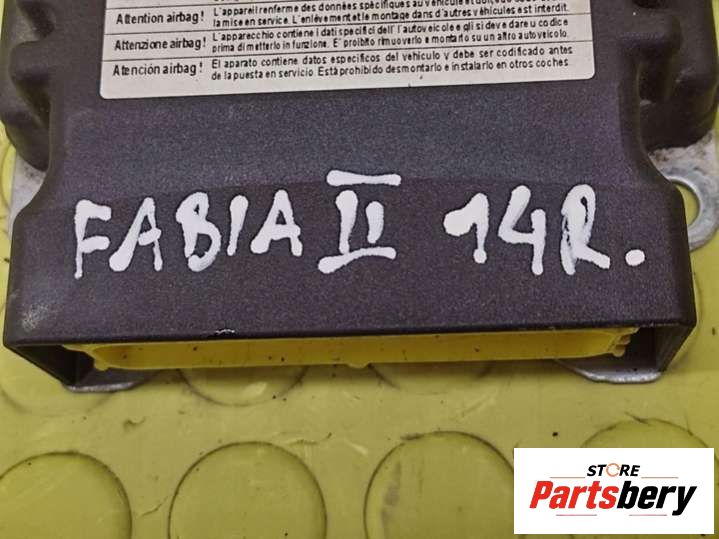 Attention airbag! L'appareil renferme des données spécifiques au véhicule et doit
la mise en service. L'enlèvement et le montage dans d'autres véhicules est interdit.
Attenzione airbag! L'apparecchio contiene i dati specifici dell'autoveicolo e gli si deve dare u codice
prima di metterlo in funzione. E' proibito rimuoverlo e montarlo su un altro autoveicolo.
Atención airbag! El aparato contiene datos específicos del vehículo y debe ser codificado antes
de la puesta en servicio. Está prohibido desmontarlo e instalarlo en otros coches.
FABIA II 14R.
STORE
Partsbery